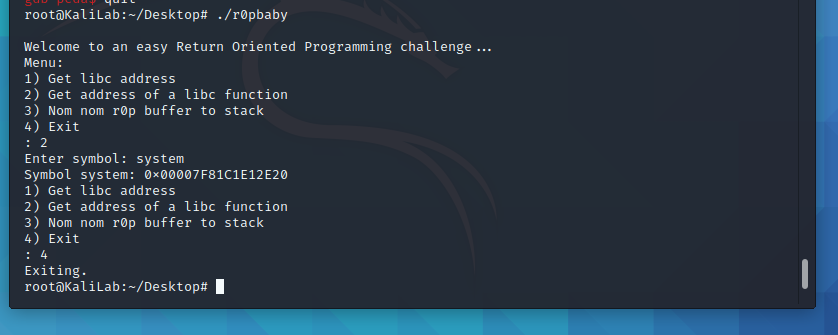 gdb-peda$ quit
root@KaliLab:~/Desktop# ./r0pbaby
Welcome to an easy Return Oriented Programming challenge...
Menu:
1) Get libc address
2) Get address of a libc function
3) Nom nom r0p buffer to stack
4) Exit
: 2
Enter symbol: system
Symbol system: 0x00007F81C1E12E20
1) Get libc address
2) Get address of a libc function
3) Nom nom r0p buffer to stack
4) Exit
: 4
Exiting.
root@KaliLab:~/Desktop#